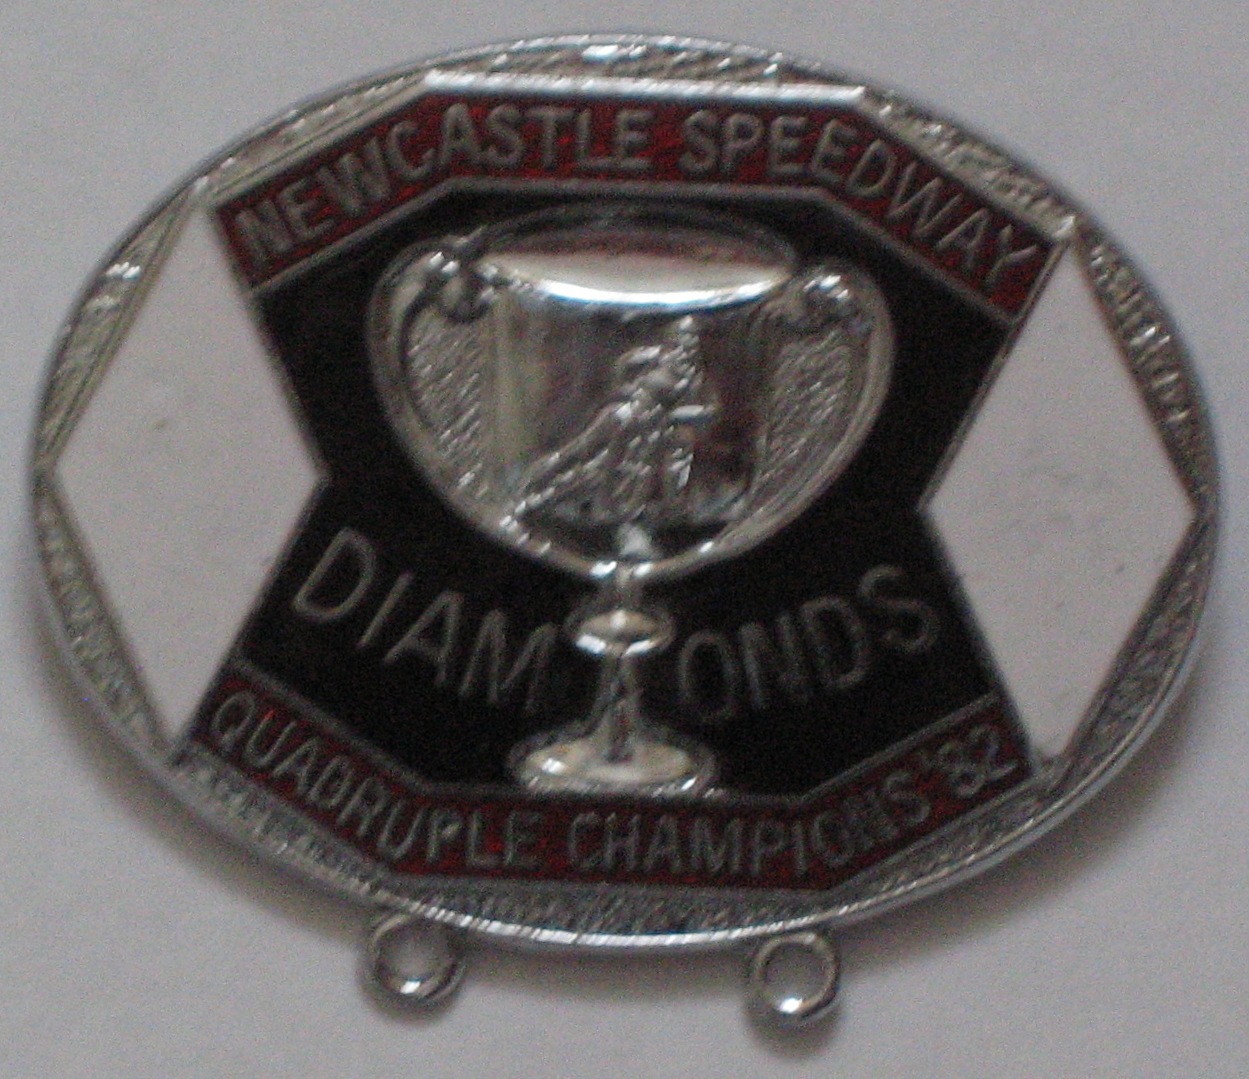 NEWCASTLE SPEEDWAY
DIAMONDS
QUADRUPLE CHAMPIONS '82